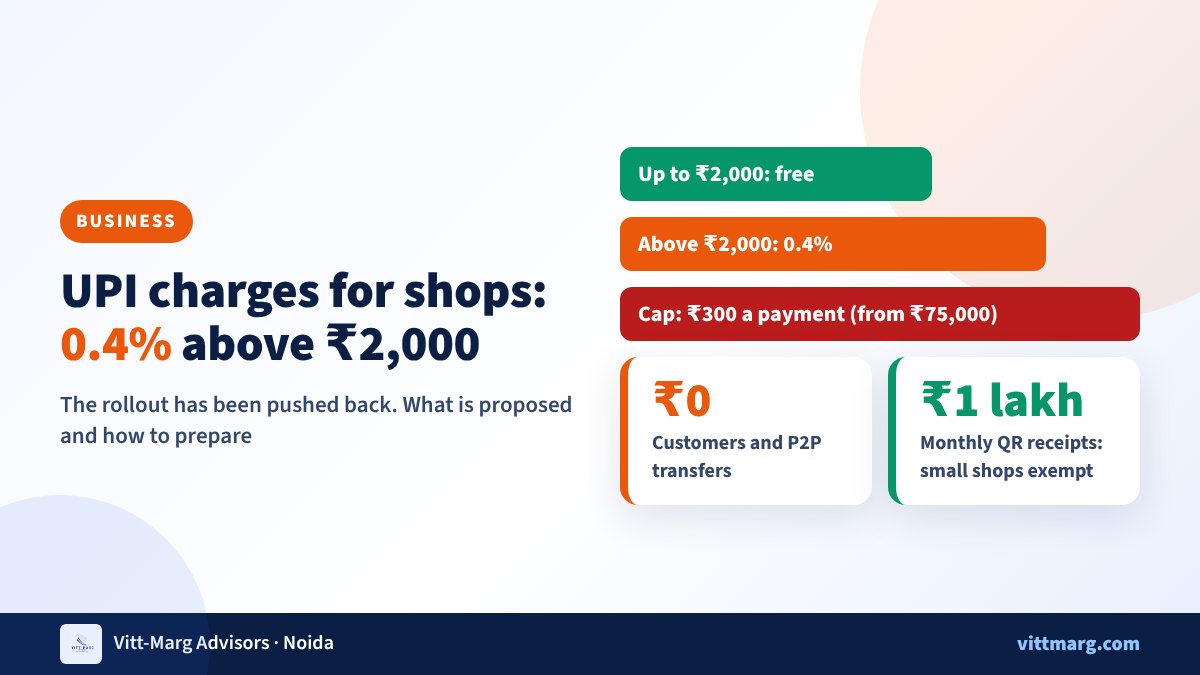 BUSINESS
UPI charges for shops:
0.4% above ₹2,000
The rollout has been pushed back. What is proposed
and how to prepare
Up to ₹2,000: free
Above ₹2,000: 0.4%
Cap: ₹300 a payment (from ₹75,000)
₹0
Customers and P2P
transfers
₹1 lakh
Monthly QR receipts:
small shops exempt
Vitt-Marg Advisors · Noida
vittmarg.com